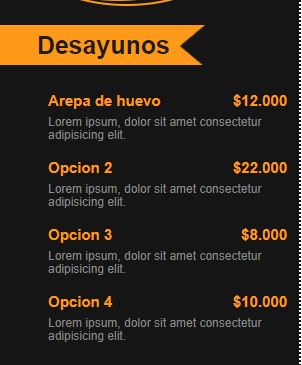 Desayunos
Arepa de huevo $12.000
Lorem ipsum, dolor sit amet consectetur
adipisicing elit.
Opcion 2 $22.000
Lorem ipsum, dolor sit amet consectetur
adipisicing elit.
Opcion 3 $8.000
Lorem ipsum, dolor sit amet consectetur
adipisicing elit.
Opcion 4 $10.000
Lorem ipsum, dolor sit amet consectetur
adipisicing elit.